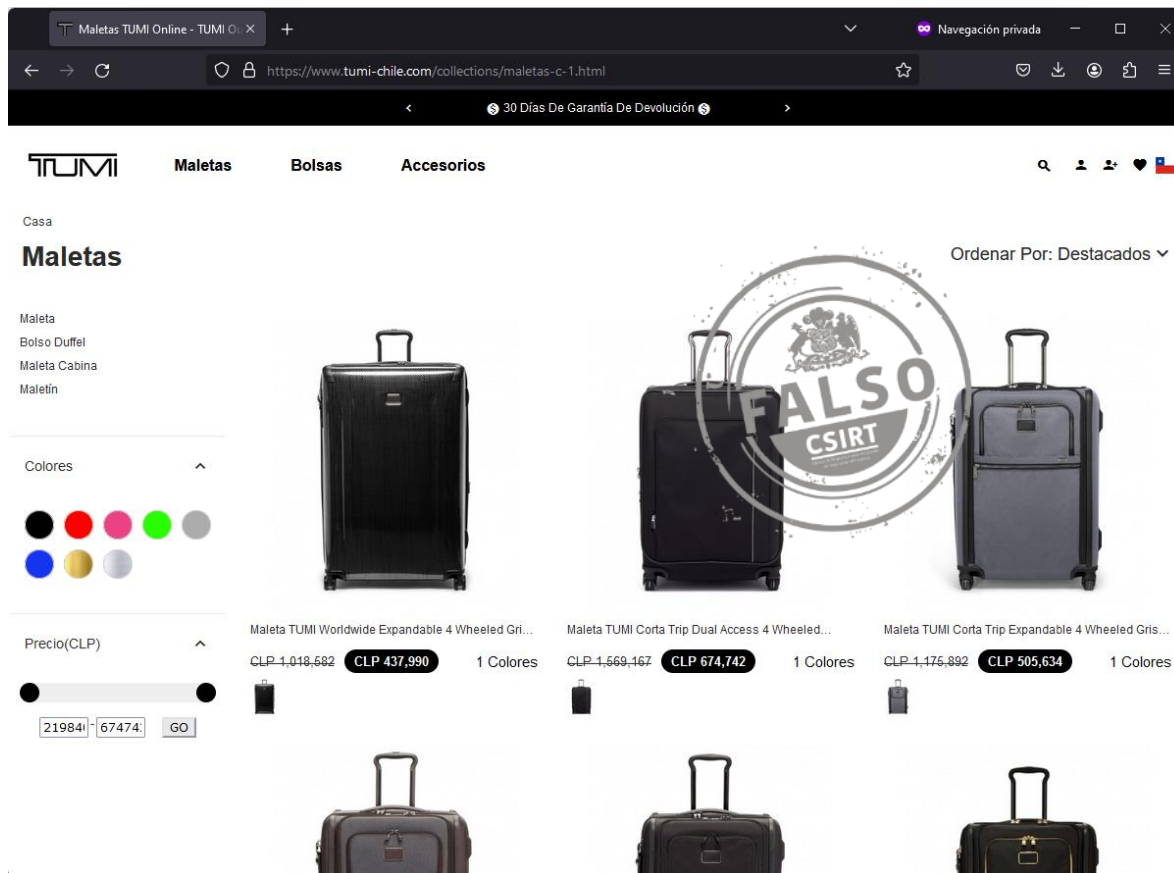 Maletas TUMI Online - TUMI O
Navegación privada
https://www.tumi-chile.com/collections/maletas-c-1.html
30 Días De Garantía De Devolución
TUMI
Maletas
Bolsas
Accesorios
Casa
Maletas
Ordenar Por: Destacados
Maleta
Bolso Duffel
Maleta Cabina
Maletín
FALSO
CSIRT
Colores
Precio(CLP)
21984 - 67474
GO
Maleta TUMI Worldwide Expandable 4 Wheeled Gri...
Maleta TUMI Corta Trip Dual Access 4 Wheeled...
Maleta TUMI Corta Trip Expandable 4 Wheeled Gris...
CLP 1,018,582 CLP 437,990 1 Colores
CLP 1,569,167 CLP 674,742 1 Colores
CLP 1,175,892 CLP 505,634 1 Colores